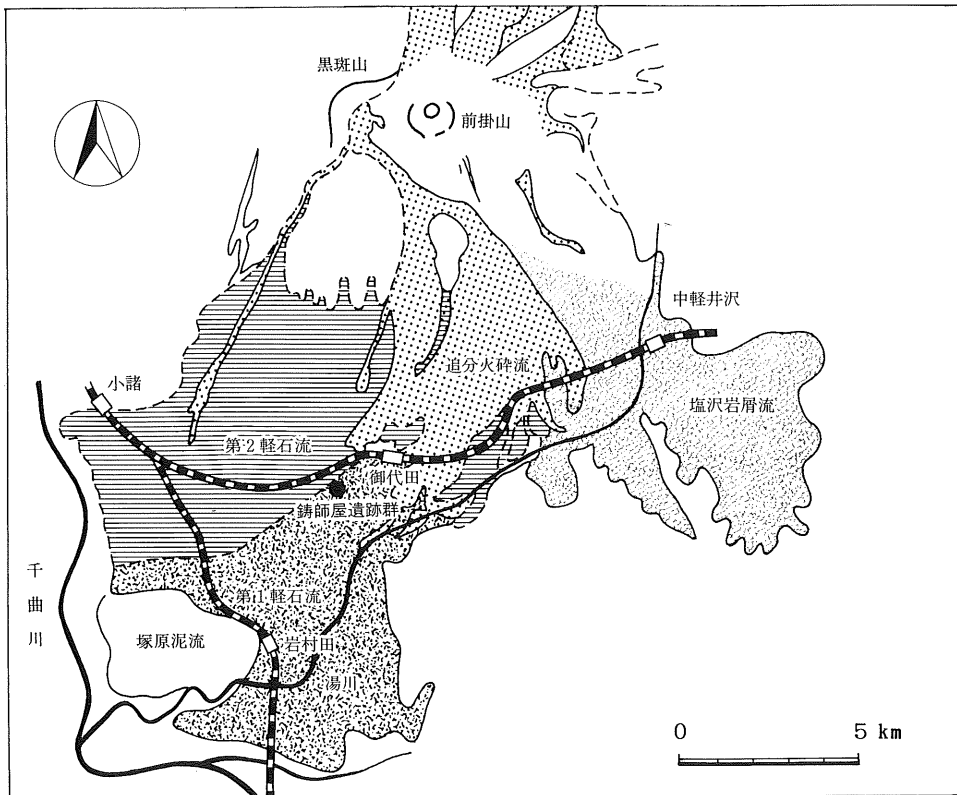 黒斑山
前掛山
中軽井沢
追分火砕流
塩沢岩屑流
小諸
第2軽石流
御代田
鋳師屋遺跡群
千曲川
第1軽石流
塚原泥流
岩村田
湯川
0 5 km